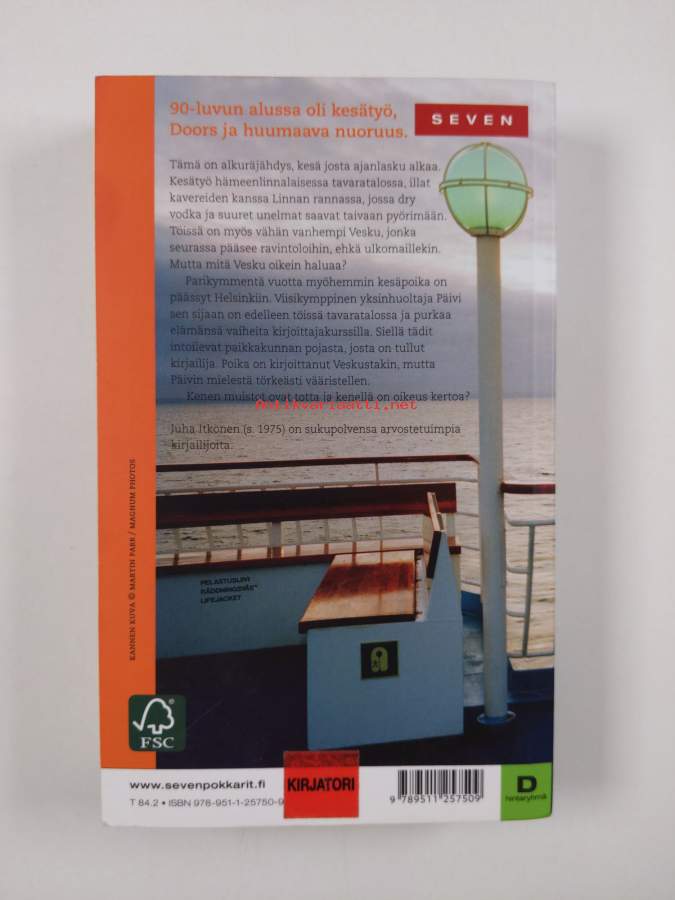 90-luvun alussa oli kesätyö,
Doors ja huumaava nuoruus.
SEVEN
Tämä on alkuräjähdys, kesä josta ajanlasku alkaa.
Kesätyö hämeenlinnalaisessa tavaratalossa, illat
kavereiden kanssa Linnan rannassa, jossa dry
vodka ja suuret unelmat saavat taivaan pyörimään.
Töissä on myös vähän vanhempi Vesku, jonka
seurassa pääsee ravintoloihin, ehkä ulkomaillekin.
Mutta mitä Vesku oikein haluaa?
Parikymmentä vuotta myöhemmin kesäpoika on
päässyt Helsinkiin. Viisikymppinen yksinhuoltaja Päivi
sen sijaan on edelleen töissä tavaratalossa ja purkaa
elämänsä vaiheita kirjoittajakurssilla. Siellä tädit
intoilevat paikkakunnan pojasta, josta on tullut
kirjailija. Poika on kirjoittanut Veskustakin, mutta
Päivin mielestä törkeästi vääristellen.
Kenen muistot ovat totta ja kenellä on oikeus kertoa?
Antikvariaatti.net
Juha Itkonen (s. 1975) on sukupolvensa arvostetuimpia
kirjailijoita.
KANNEN KUVA © MARTIN PARR / MAGNUM PHOTOS
PELASTUSLIIVI
RÄDDNINGSVÄST
LIFEJACKET
FSC
www.sevenpokkarit.fi
T 84.2 • ISBN 978-951-1-25750-9
KIRJATORI
9 789511 257509
D
hintaryhmä